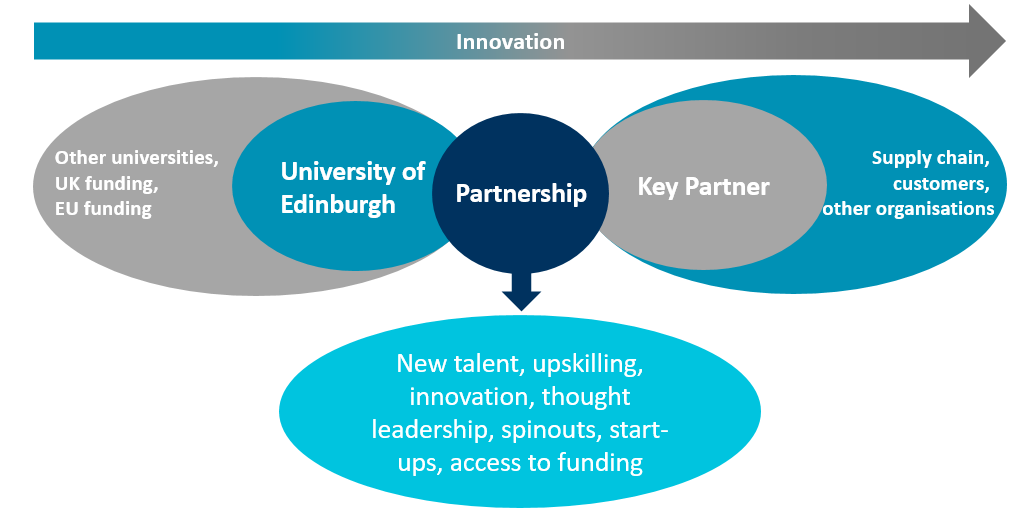 Innovation
Other universities,
UK funding,
EU funding
University of
Edinburgh
Partnership
Key Partner
Supply chain,
customers,
other organisations
New talent, upskilling,
innovation, thought
leadership, spinouts, start-
ups, access to funding